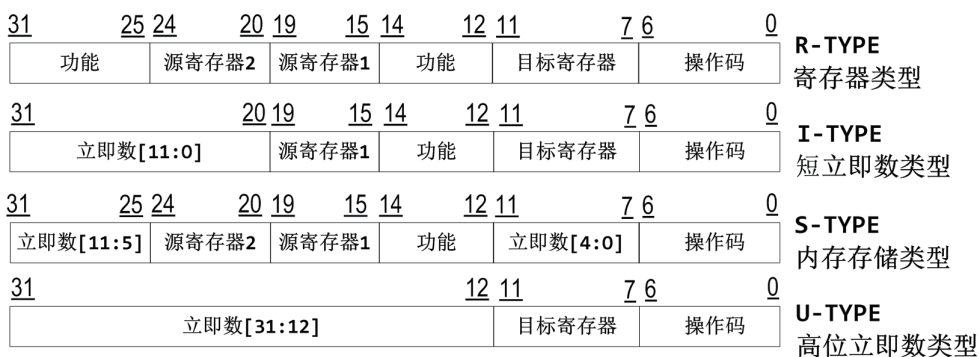 31 25 24 20 19 15 14 12 11 7 6 0
功能 源寄存器2 源寄存器1 功能 目标寄存器 操作码 R-TYPE
寄存器类型
31 20 19 15 14 12 11 7 6 0
立即数[11:0] 源寄存器1 功能 目标寄存器 操作码 I-TYPE
短立即数类型
31 25 24 20 19 15 14 12 11 7 6 0
立即数[11:5] 源寄存器2 源寄存器1 功能 立即数[4:0] 操作码 S-TYPE
内存存储类型
31 12 11 7 6 0
立即数[31:12] 目标寄存器 操作码 U-TYPE
高位立即数类型